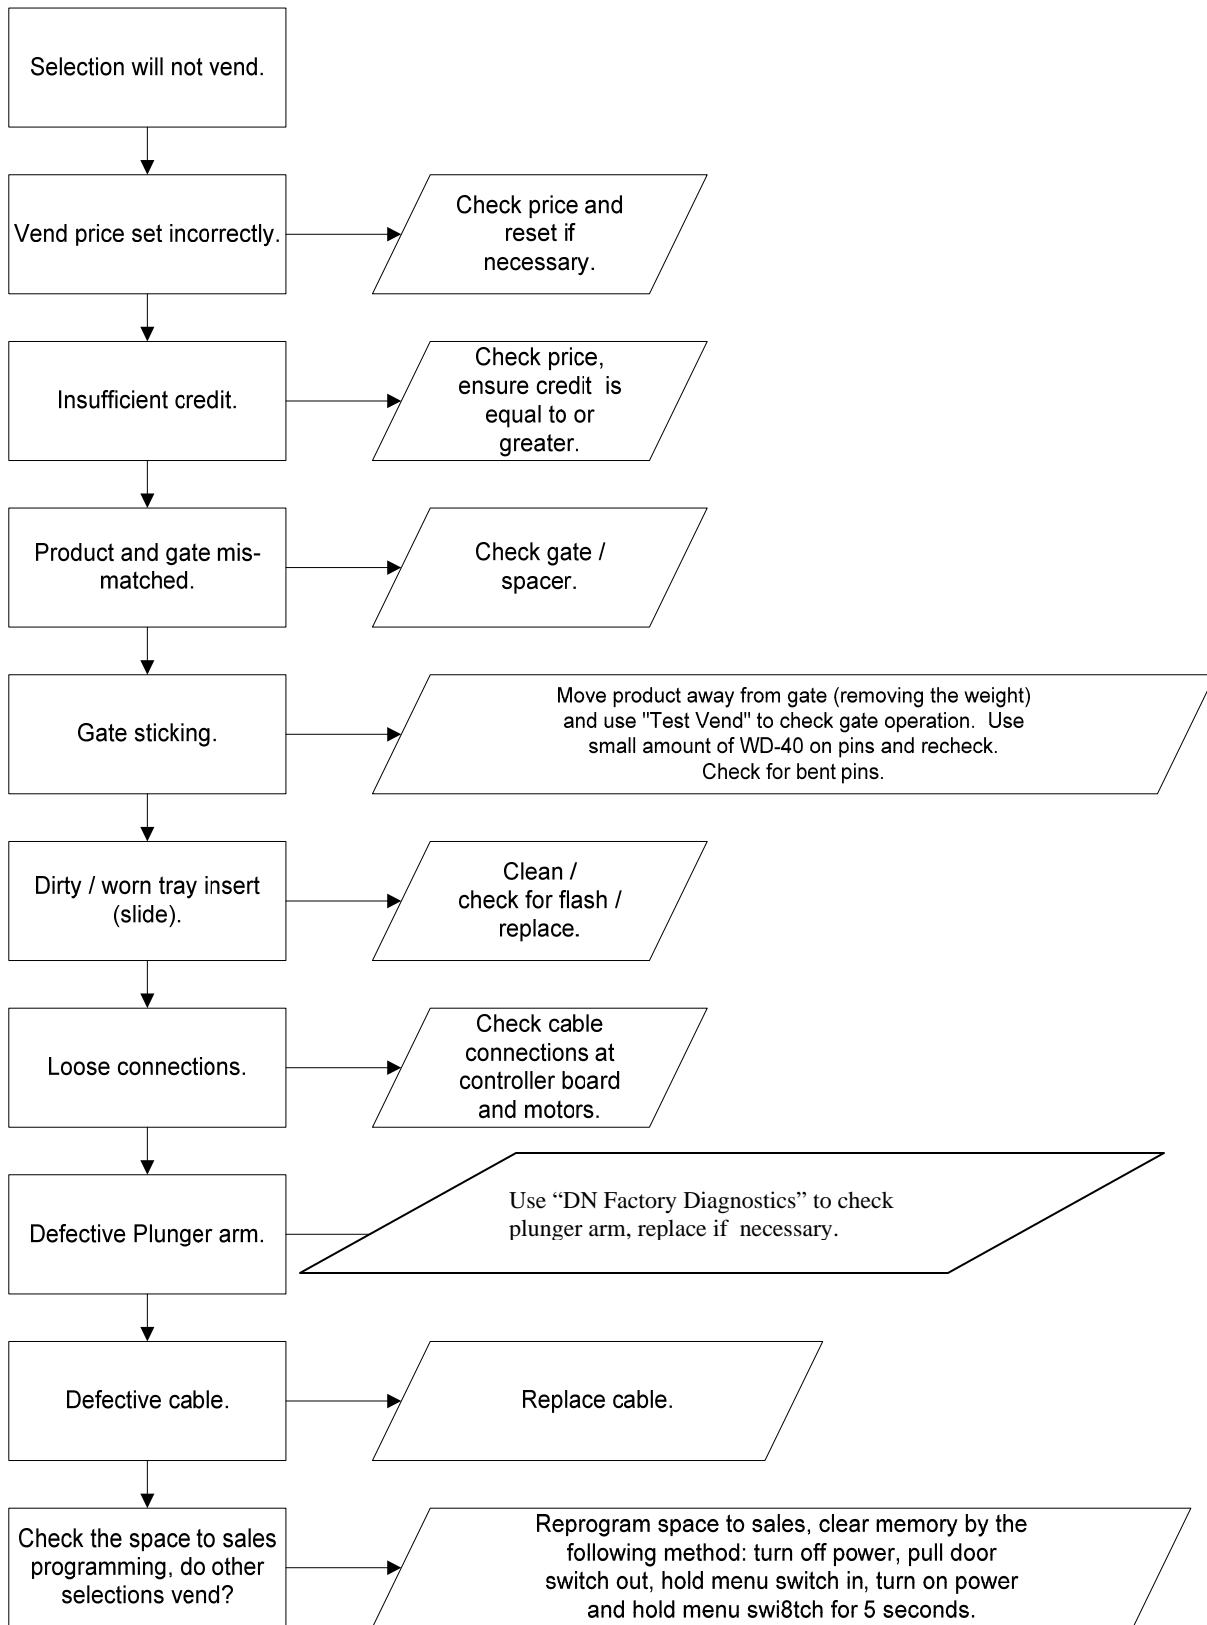 Selection will not vend.
Vend price set incorrectly.
Check price and
reset if
necessary.
Insufficient credit.
Check price,
ensure credit is
equal to or
greater.
Product and gate mis-
matched.
Check gate /
spacer.
Gate sticking.
Move product away from gate (removing the weight)
and use "Test Vend" to check gate operation. Use
small amount of WD-40 on pins and recheck.
Check for bent pins.
Dirty / worn tray insert
(slide).
Clean /
check for flash /
replace.
Loose connections.
Check cable
connections at
controller board
and motors.
Defective Plunger arm.
Use “DN Factory Diagnostics” to check
plunger arm, replace if necessary.
Defective cable.
Replace cable.
Check the space to sales
programming, do other
selections vend?
Reprogram space to sales, clear memory by the
following method: turn off power, pull door
switch out, hold menu switch in, turn on power
and hold menu swi8tch for 5 seconds.